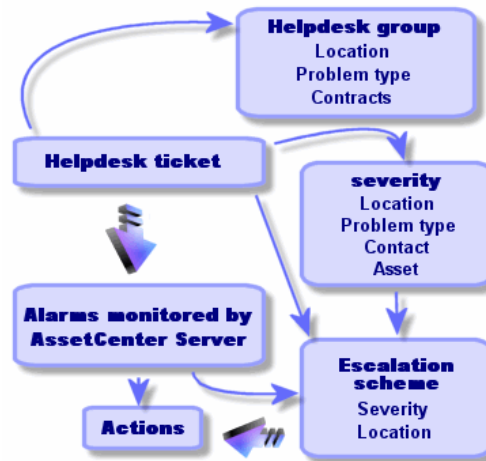 Helpdesk group
Location
Problem type
Contracts
Helpdesk ticket
severity
Location
Problem type
Contact
Asset
Alarms monitored by
AssetCenter Server
Escalation
scheme
Severity
Location
Actions